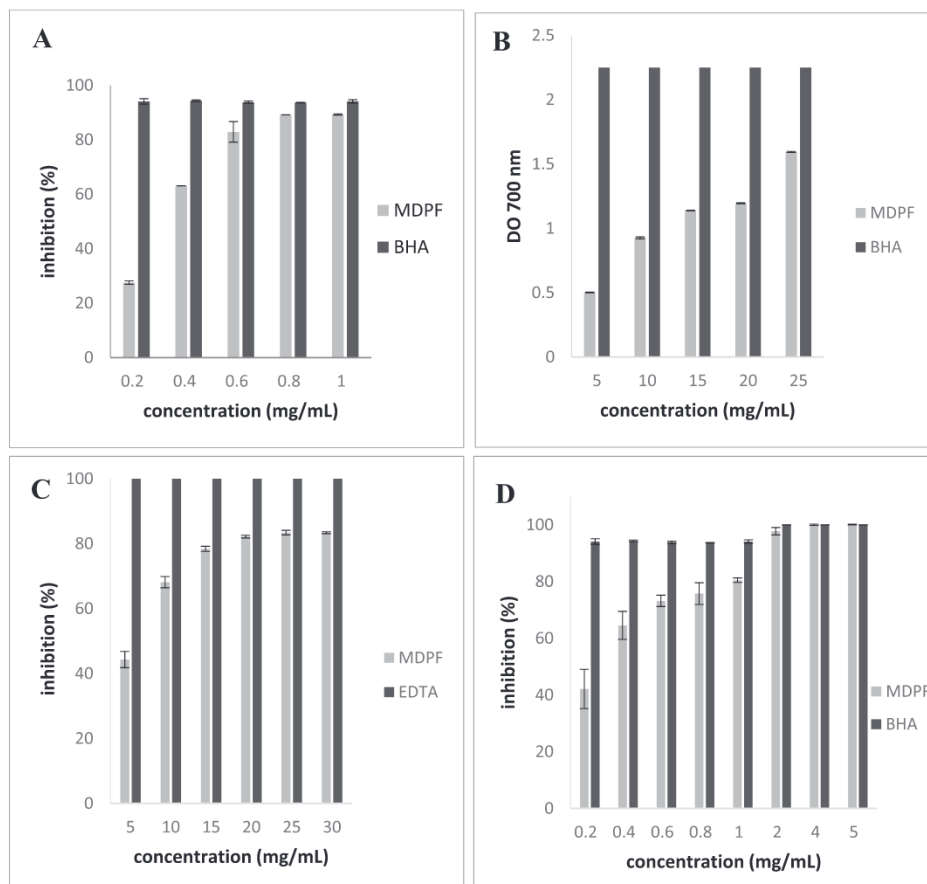 A
100
80
60
40
20
0
inhibition (%)
0.2 0.4 0.6 0.8 1
concentration (mg/mL)
MDPF
BHA
B
2.5
2
1.5
1
0.5
0
DO 700 nm
5 10 15 20 25
concentration (mg/mL)
MDPF
BHA
C
100
80
60
40
20
0
inhibition (%)
5 10 15 20 25 30
concentration (mg/mL)
MDPF
EDTA
D
100
80
60
40
20
0
inhibition (%)
0.2 0.4 0.6 0.8 1 2 4 5
concentration (mg/mL)
MDPF
BHA